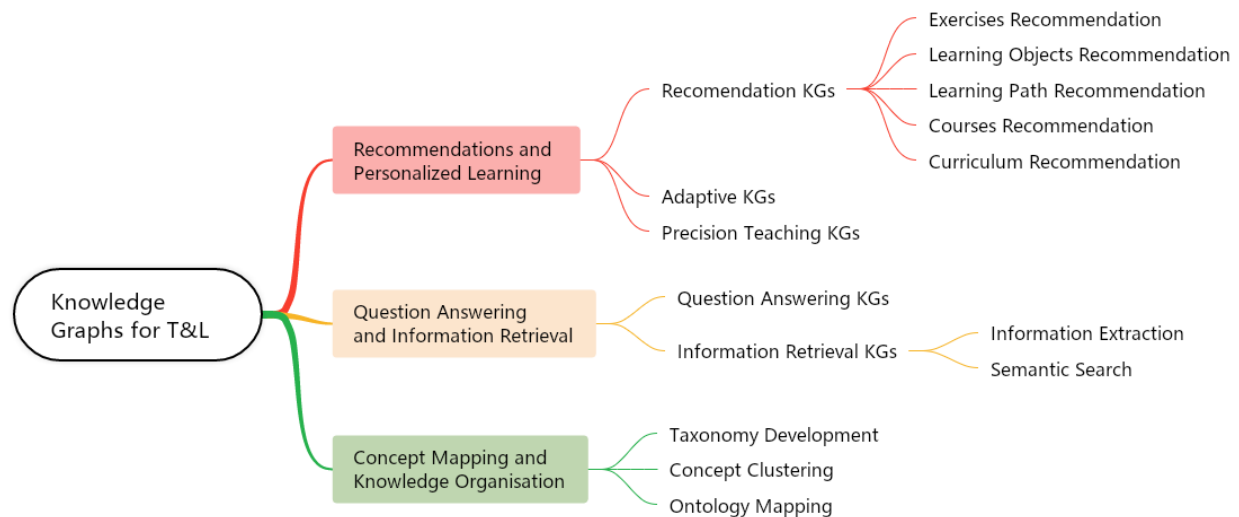 Knowledge
Graphs for T&L
Recommendations and
Personalized Learning
Recomendation KGs
Exercises Recommendation
Learning Objects Recommendation
Learning Path Recommendation
Courses Recommendation
Curriculum Recommendation
Adaptive KGs
Precision Teaching KGs
Question Answering
and Information Retrieval
Question Answering KGs
Information Retrieval KGs
Information Extraction
Semantic Search
Concept Mapping and
Knowledge Organisation
Taxonomy Development
Concept Clustering
Ontology Mapping